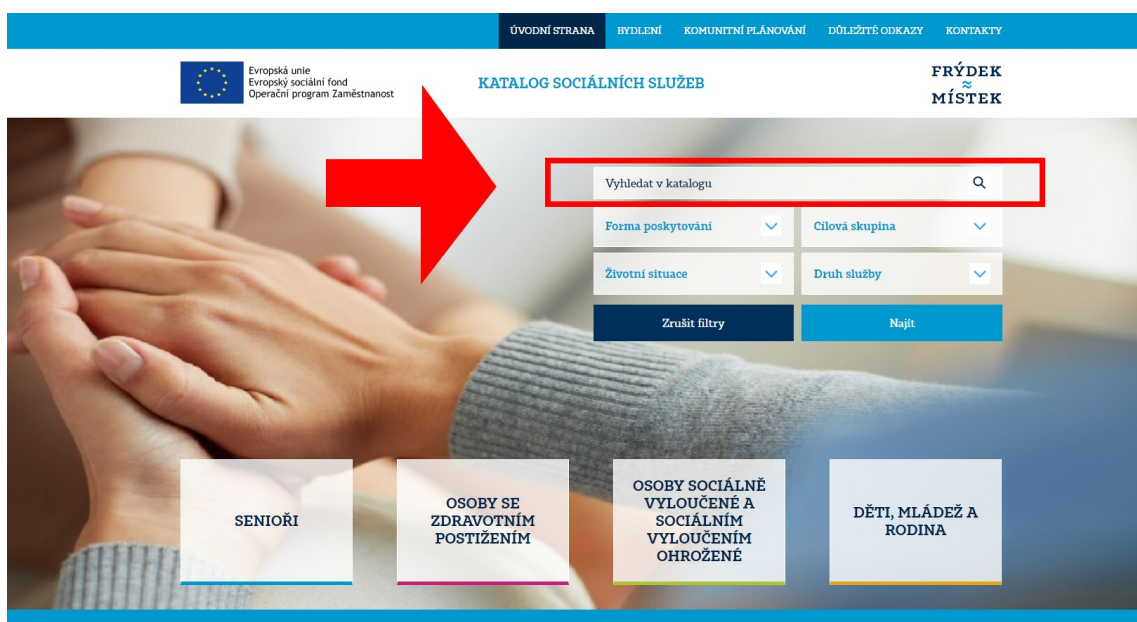 ÚVODNÍ STRANA BYDLENÍ KOMUNITNÍ PLÁNOVÁNÍ DŮLEŽITÉ ODKAZY KONTAKTY
Evropská unie
Evropský sociální fond
Operační program Zaměstnanost
KATALOG SOCIÁLNÍCH SLUŽEB
FRÝDEK
MÍSTEK
Vyhledat v katalogu
Forma poskytování Cílová skupina
Životní situace Druh služby
Zrušit filtry Najít
SENIOŘI
OSOBY SE
ZDRAVOTNÍM
POSTIŽENÍM
OSOBY SOCIÁLNĚ
VYLOUČENÉ A
SOCIÁLNÍM
VYLOUČENÍM
OHROŽENÉ
DĚTI, MLÁDEŽ A
RODINA